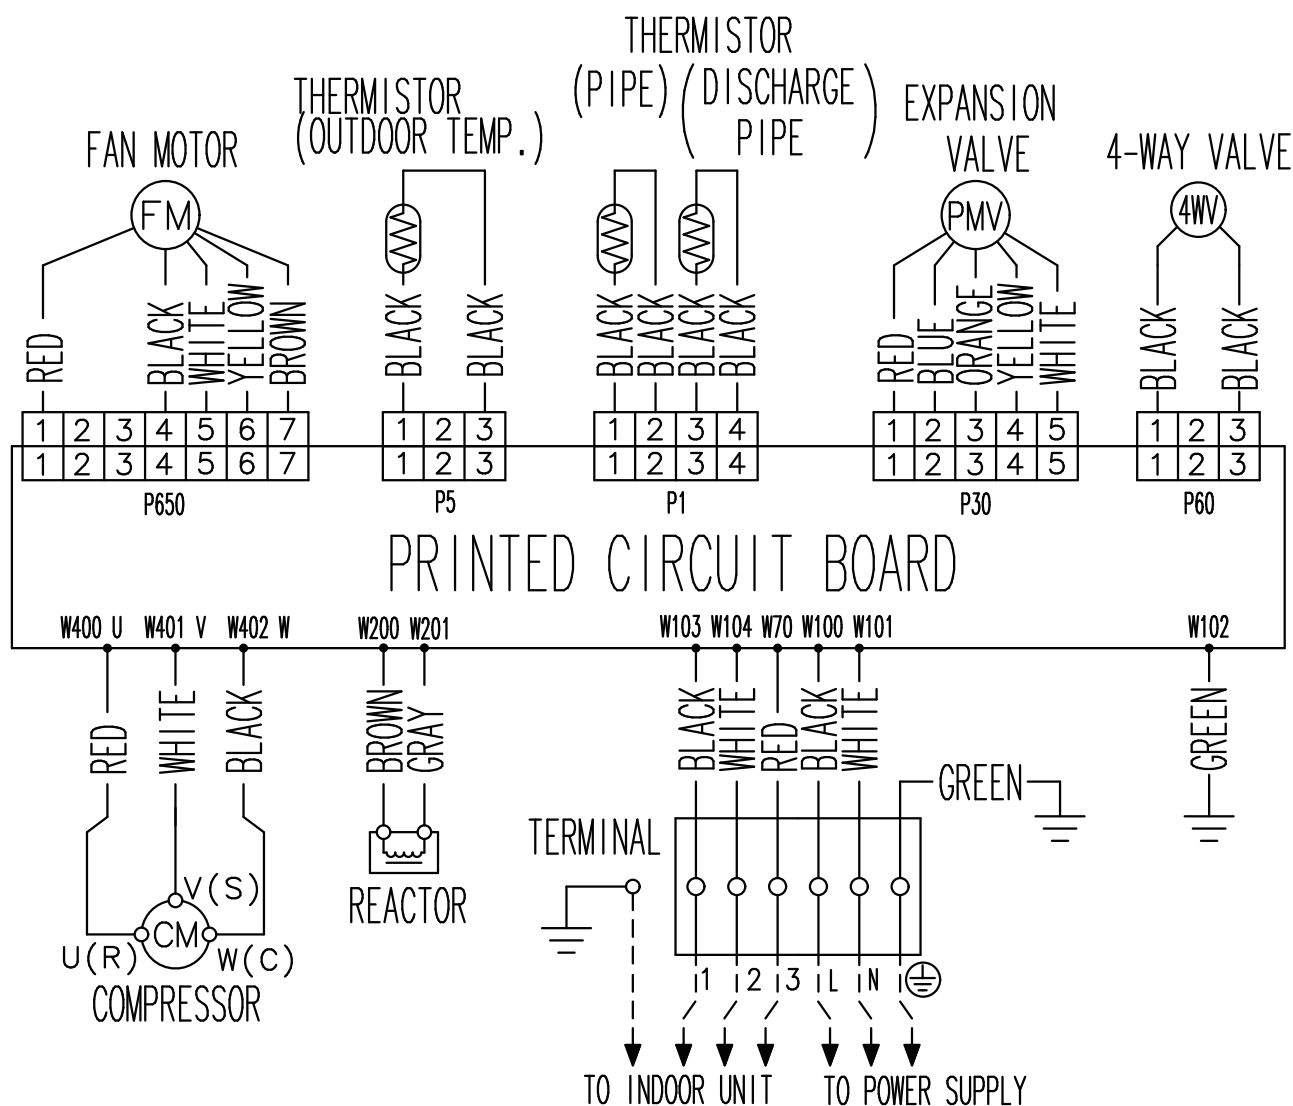 THERMISTOR
(PIPE) (DISCHARGE PIPE)
THERMISTOR
(OUTDOOR TEMP.)
EXPANSION
VALVE
FAN MOTOR
4-WAY VALVE
FM
PMV
4WV
RED BLACK WHITE YELLOW BROWN
BLACK BLACK
BLACK BLACK BLACK BLACK
RED BLUE ORANGE YELLOW WHITE
BLACK BLACK
1 2 3 4 5 6 7
1 2 3
1 2 3 4
1 2 3 4 5
1 2 3
1 2 3 4 5 6 7
1 2 3
1 2 3 4
1 2 3 4 5
1 2 3
P650
P5
P1
P30
P60
PRINTED CIRCUIT BOARD
W400 U W401 V W402 W
W200 W201
W103 W104 W70 W100 W101
W102
RED WHITE BLACK
BROWN GRAY
BLACK WHITE RED BLACK WHITE
GREEN
GREEN
TERMINAL
REACTOR
V(S)
CM
U(R)
W(C)
COMPRESSOR
1 2 3 L N
TO INDOOR UNIT
TO POWER SUPPLY